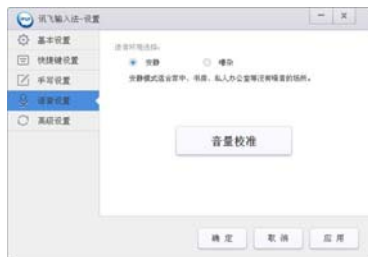 讯飞输入法-设置
基本设置
快捷键设置
手写设置
语音设置
高级设置
语音环境选择:
安静
嘈杂
安静模式适合家中、书房、私人办公室等没有噪音的场所。
音量校准
确定
取消
应用